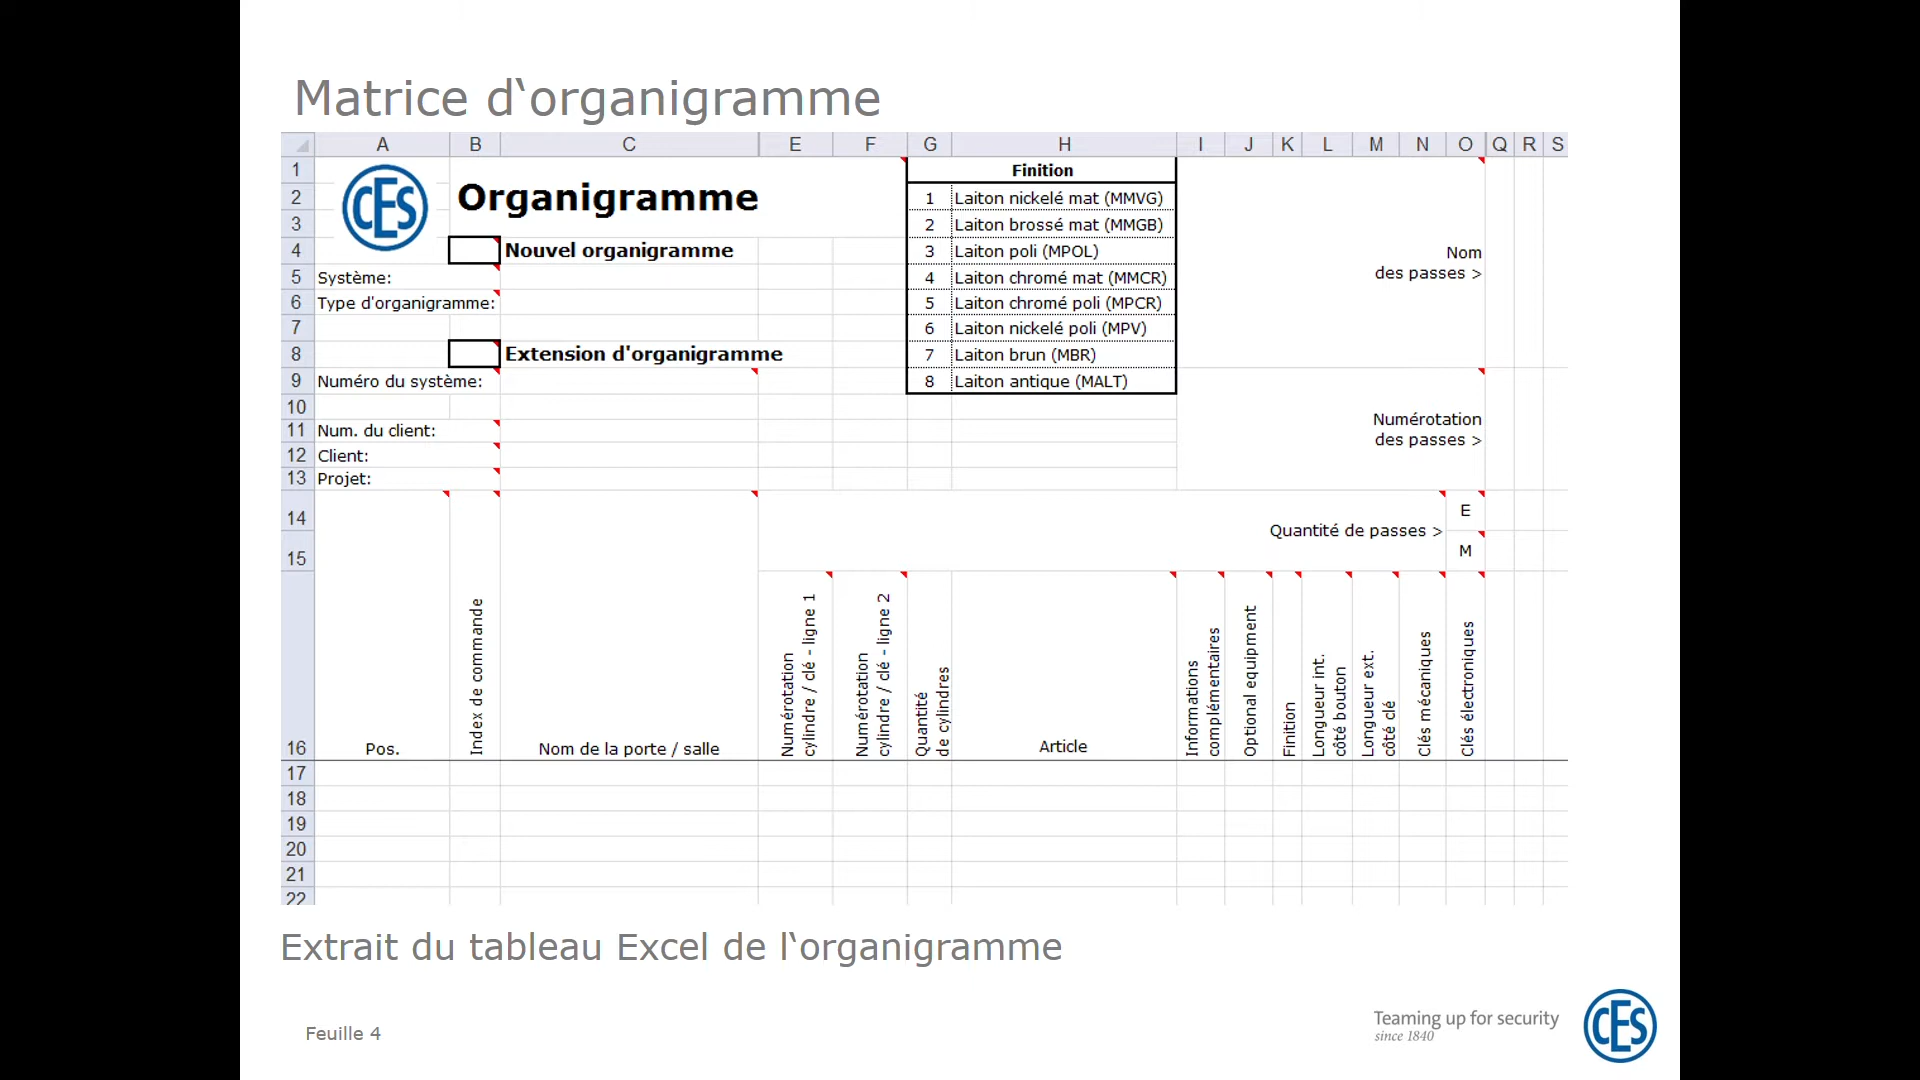 Matrice d‘organigramme
A B C E F G H I J K L M N O Q R S
1 Finition
CES
Organigramme
2 1 Laiton nickelé mat (MMVG)
3 2 Laiton brossé mat (MMGB)
4 Nouvel organigramme 3 Laiton poli (MPOL) Nom
des passes >
5 Système: 4 Laiton chromé mat (MMCR)
6 Type d'organigramme: 5 Laiton chromé poli (MPCR)
7 6 Laiton nickelé poli (MPV)
8 Extension d'organigramme 7 Laiton brun (MBR)
9 Numéro du système: 8 Laiton antique (MALT)
10 Numérotation
11 Num. du client: des passes >
12 Client:
13 Projet:
14 E
Quantité de passes >
15 M
16 Pos.
Index de commande
Nom de la porte / salle
Numérotation
cylindre / clé - ligne 1
Numérotation
cylindre / clé - ligne 2
Quantité
de cylindres
Article
Informations
complémentaires
Optional equipment
Finition
Longueur int.
côté bouton
Longueur ext.
côté clé
Clés mécaniques
Clés électroniques
17
18
19
20
21
22
Extrait du tableau Excel de l‘organigramme
Feuille 4
Teaming up for security
since 1840
CES